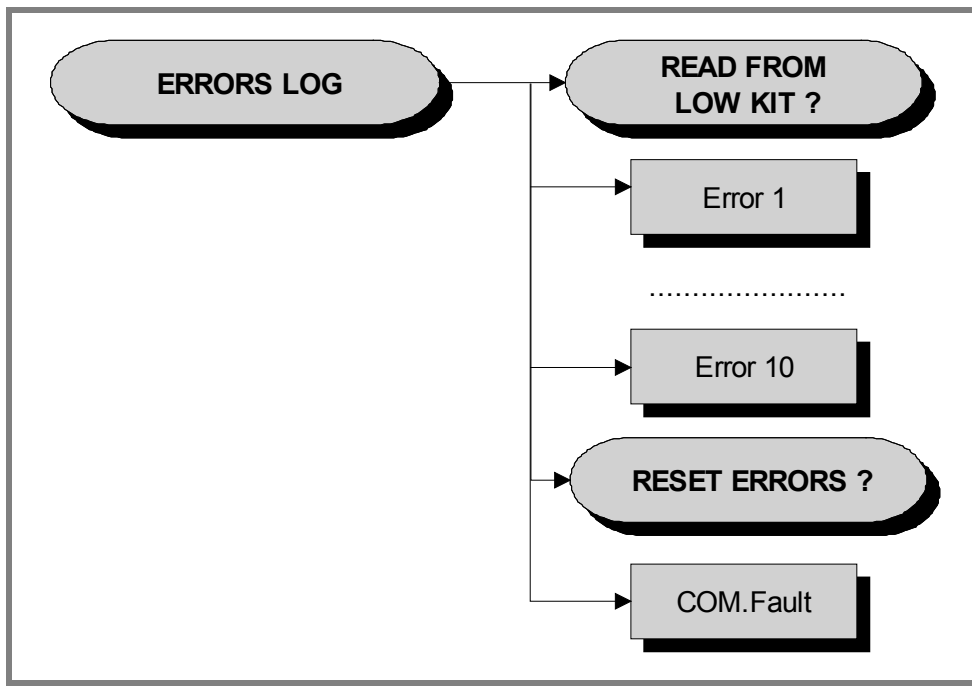 ERRORS LOG
READ FROM
LOW KIT ?
Error 1
.......................
Error 10
RESET ERRORS ?
COM.Fault